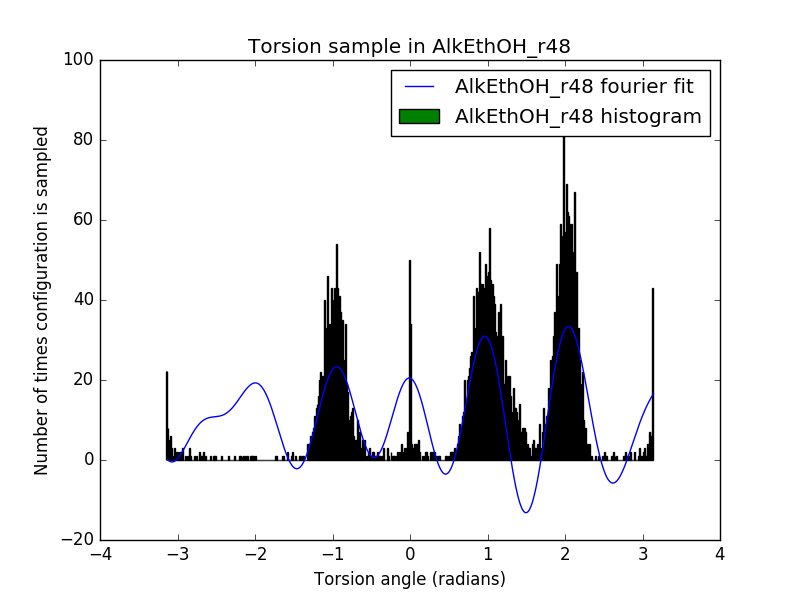 Torsion sample in AlkEthOH_r48
AlkEthOH_r48 fourier fit
AlkEthOH_r48 histogram
Number of times configuration is sampled
100
80
60
40
20
0
−20
−4 −3 −2 −1 0 1 2 3 4
Torsion angle (radians)